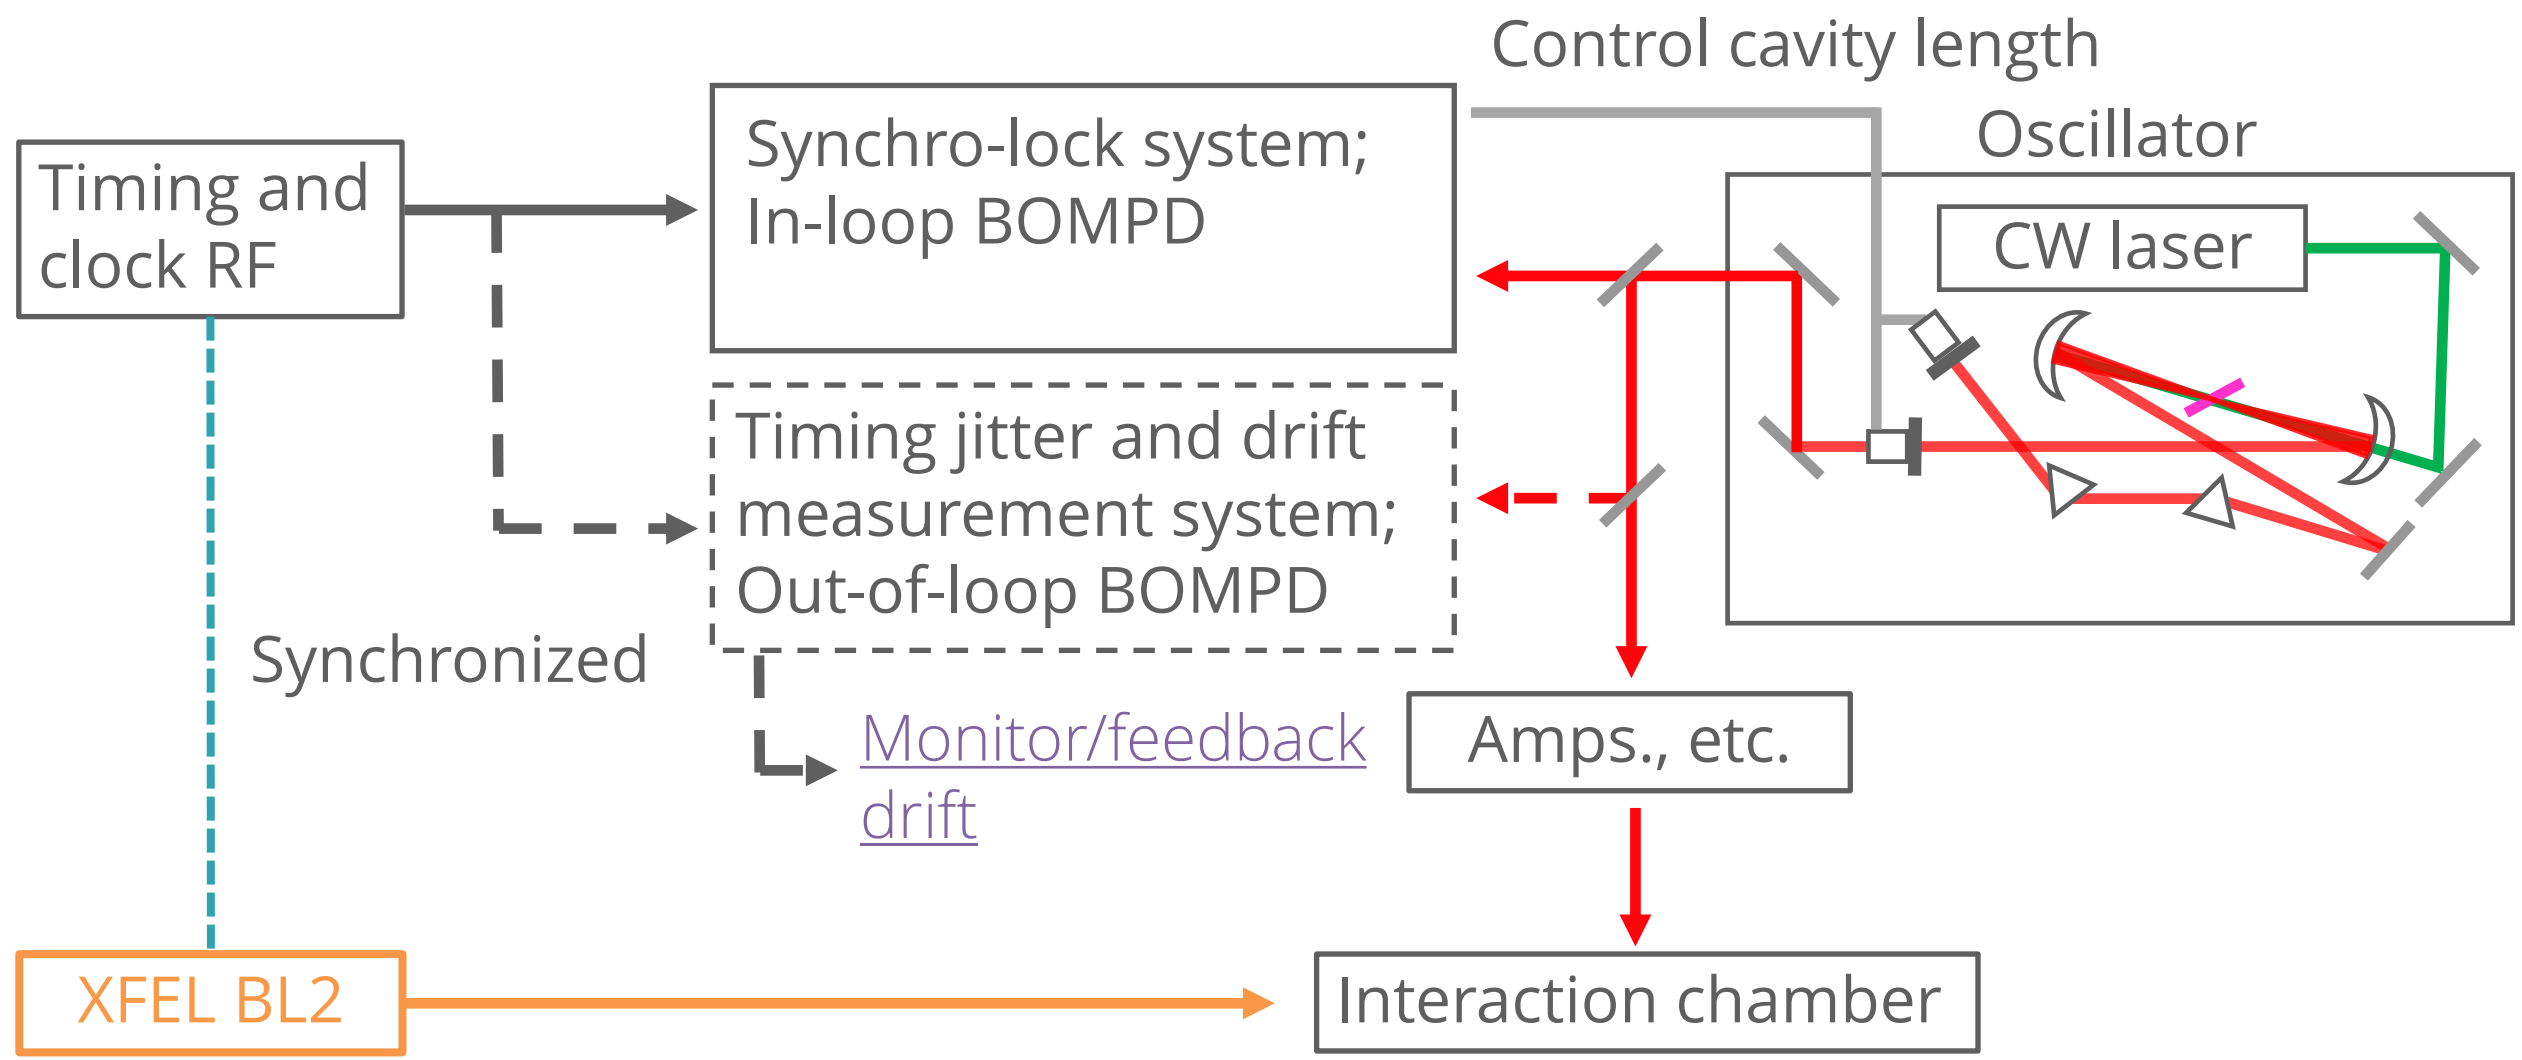 Control cavity length
Oscillator
Timing and
clock RF
Synchro-lock system;
In-loop BOMPD
CW laser
Timing jitter and drift
measurement system;
Out-of-loop BOMPD
Synchronized
Monitor/feedback
drift
Amps., etc.
XFEL BL2
Interaction chamber